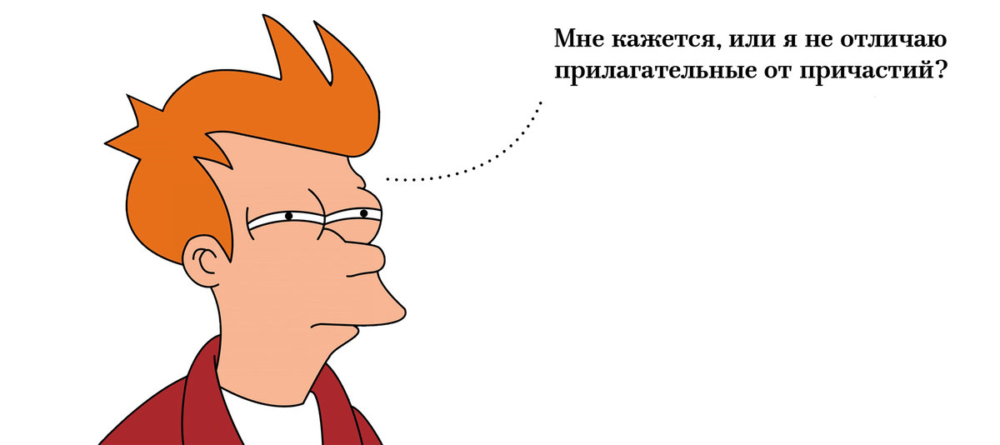 Мне кажется, или я не отличаю
прилагательные от причастий?